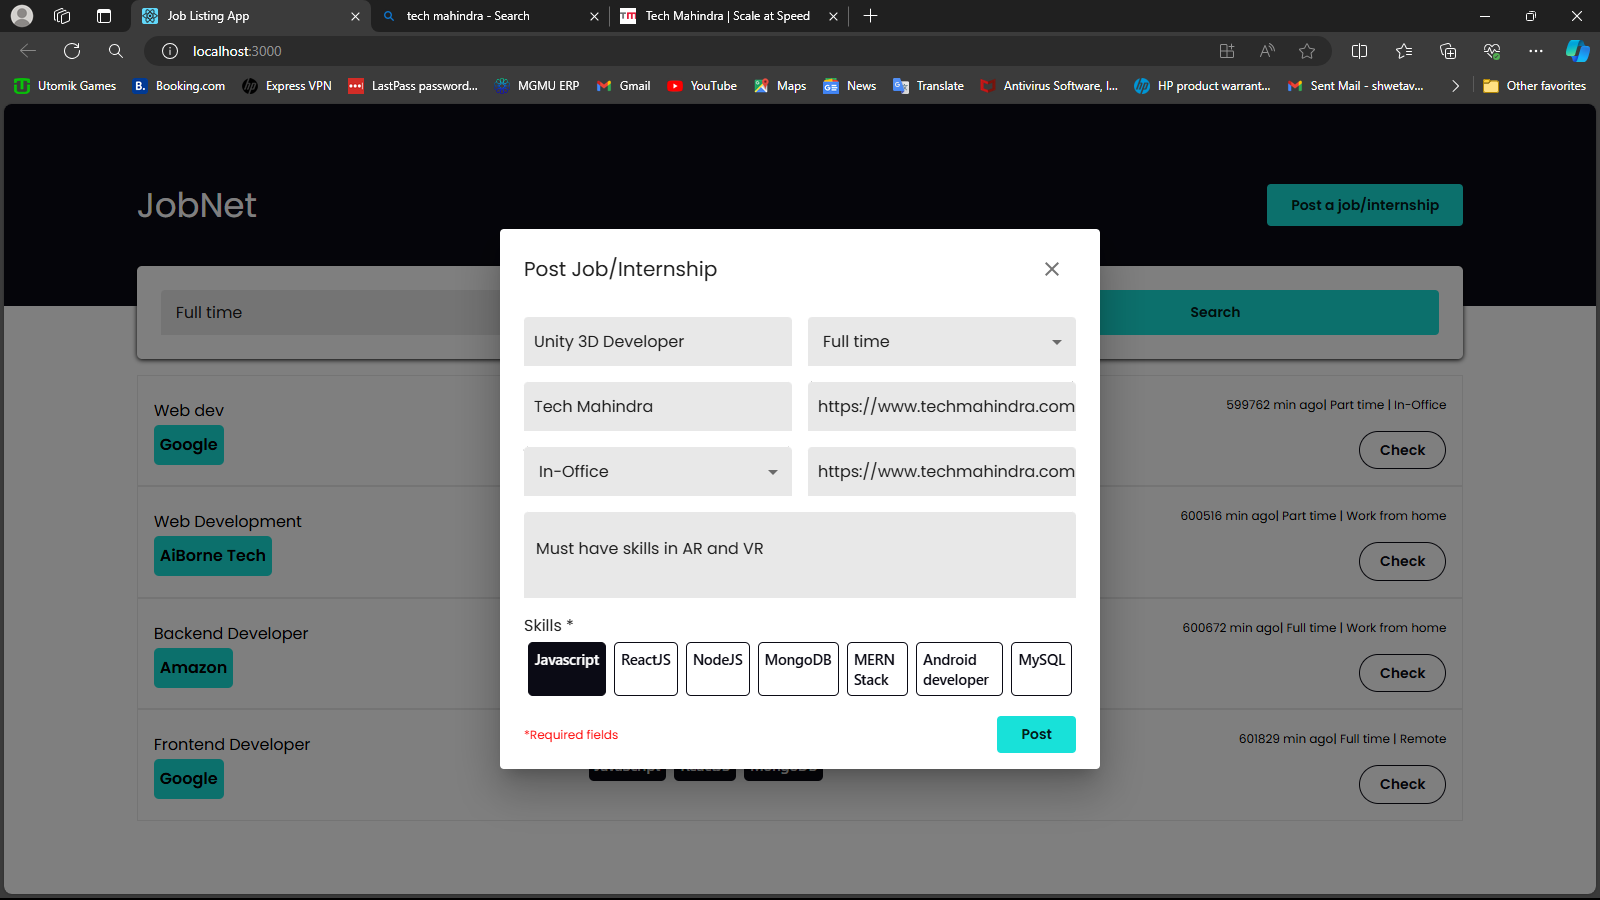 Job Listing App
tech mahindra - Search
TM Tech Mahindra | Scale at Speed
localhost:3000
Utomik Games
B. Booking.com
Express VPN
LastPass password...
MGMU ERP
Gmail
YouTube
Maps
News
Translate
Antivirus Software, I...
HP product warrant...
Sent Mail - shwetav...
Other favorites
JobNet
Post a job/internship
Full time
Search
Post Job/Internship
Unity 3D Developer
Full time
Tech Mahindra
https://www.techmahindra.com
In-Office
https://www.techmahindra.com
Must have skills in AR and VR
Skills *
Javascript
ReactJS
NodeJS
MongoDB
MERN
Stack
Android
developer
MySQL
*Required fields
Post
Web dev
Google
599762 min ago| Part time | In-Office
Check
Web Development
AiBorne Tech
600516 min ago| Part time | Work from home
Check
Backend Developer
Amazon
600672 min ago| Full time | Work from home
Check
Frontend Developer
Google
601829 min ago| Full time | Remote
Check